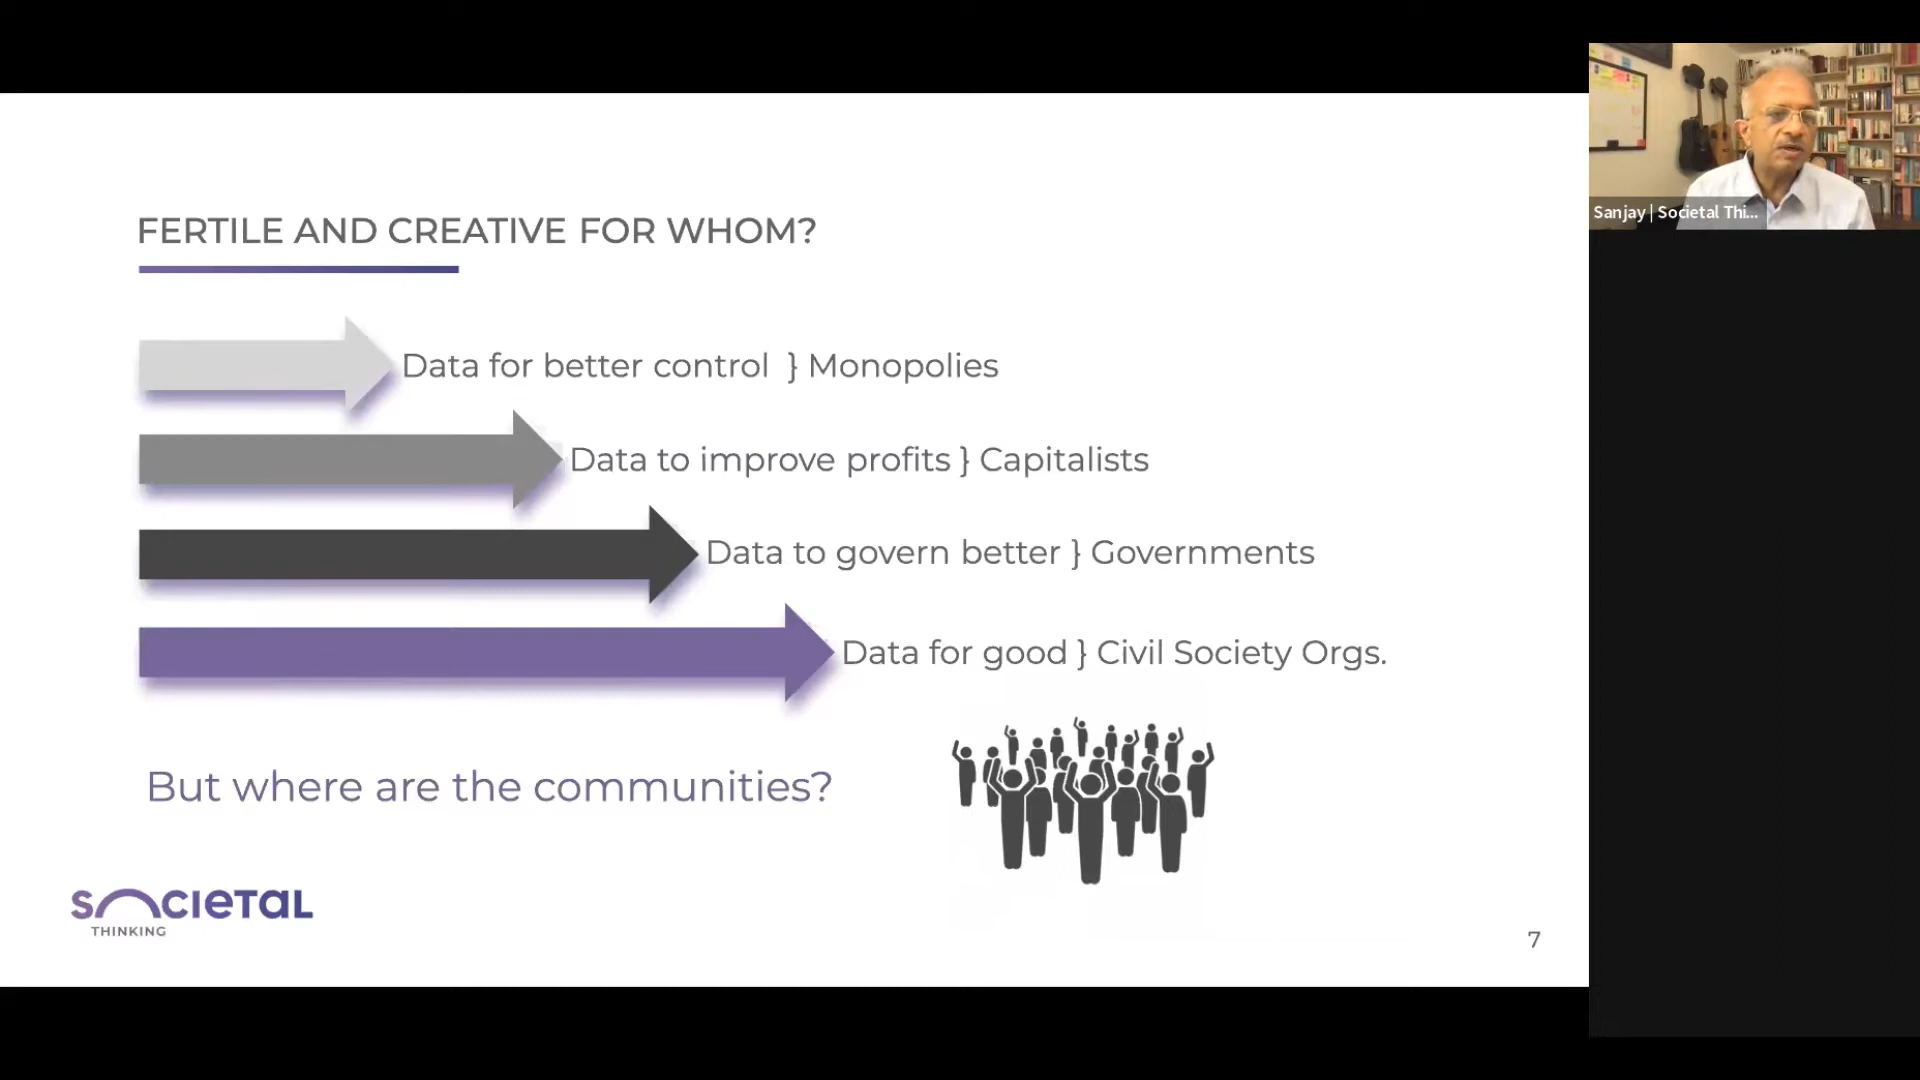 FERTILE AND CREATIVE FOR WHOM?
Data for better control } Monopolies
Data to improve profits } Capitalists
Data to govern better } Governments
Data for good } Civil Society Orgs.
But where are the communities?
SOCIETAL
THINKING
7
Sanjay | Societal Thi...